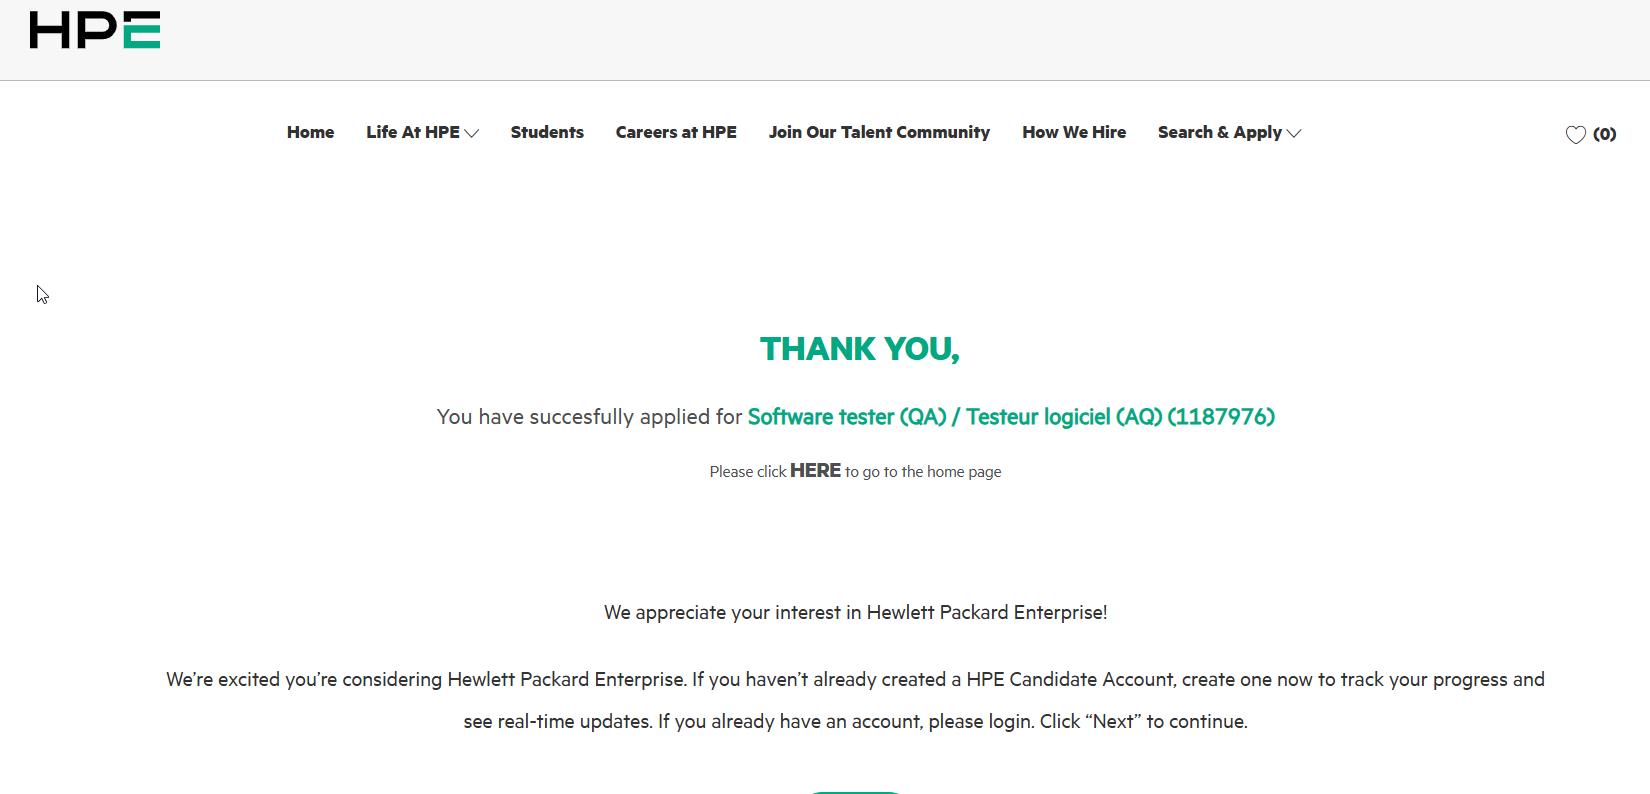 HPE
Home Life At HPE Students Careers at HPE Join Our Talent Community How We Hire Search & Apply (0)
THANK YOU,
You have succesfully applied for Software tester (QA) / Testeur logiciel (AQ) (1187976)
Please click HERE to go to the home page
We appreciate your interest in Hewlett Packard Enterprise!
We’re excited you’re considering Hewlett Packard Enterprise. If you haven’t already created a HPE Candidate Account, create one now to track your progress and
see real-time updates. If you already have an account, please login. Click “Next” to continue.